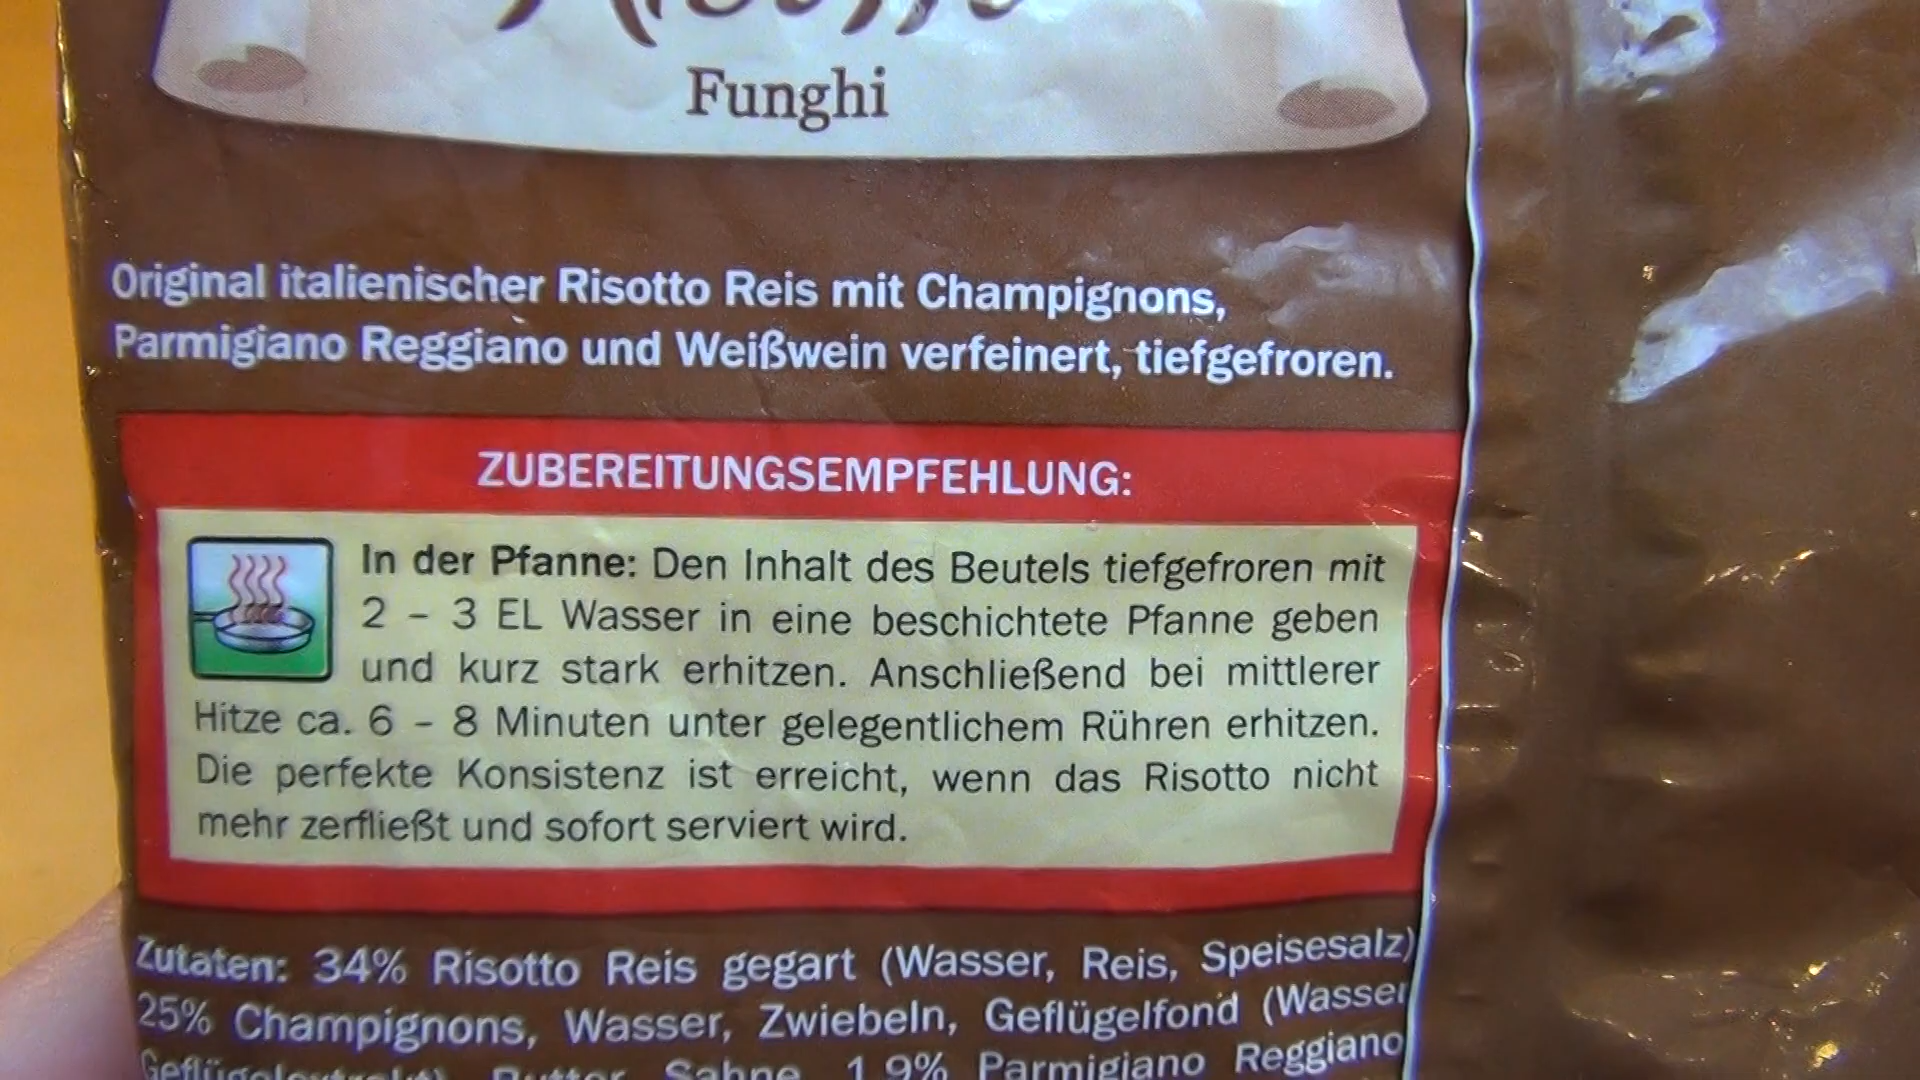 Funghi
Original italienischer Risotto Reis mit Champignons,
Parmigiano Reggiano und Weißwein verfeinert, tiefgefroren.
ZUBEREITUNGSEMPFEHLUNG:
In der Pfanne: Den Inhalt des Beutels tiefgefroren mit
2 – 3 EL Wasser in eine beschichtete Pfanne geben
und kurz stark erhitzen. Anschließend bei mittlerer
Hitze ca. 6 – 8 Minuten unter gelegentlichem Rühren erhitzen.
Die perfekte Konsistenz ist erreicht, wenn das Risotto nicht
mehr zerfließt und sofort serviert wird.
Zutaten: 34% Risotto Reis gegart (Wasser, Reis, Speisesalz)
25% Champignons, Wasser, Zwiebeln, Geflügelfond (Wasser
Sahne 1,9% Parmigiano Reggiano